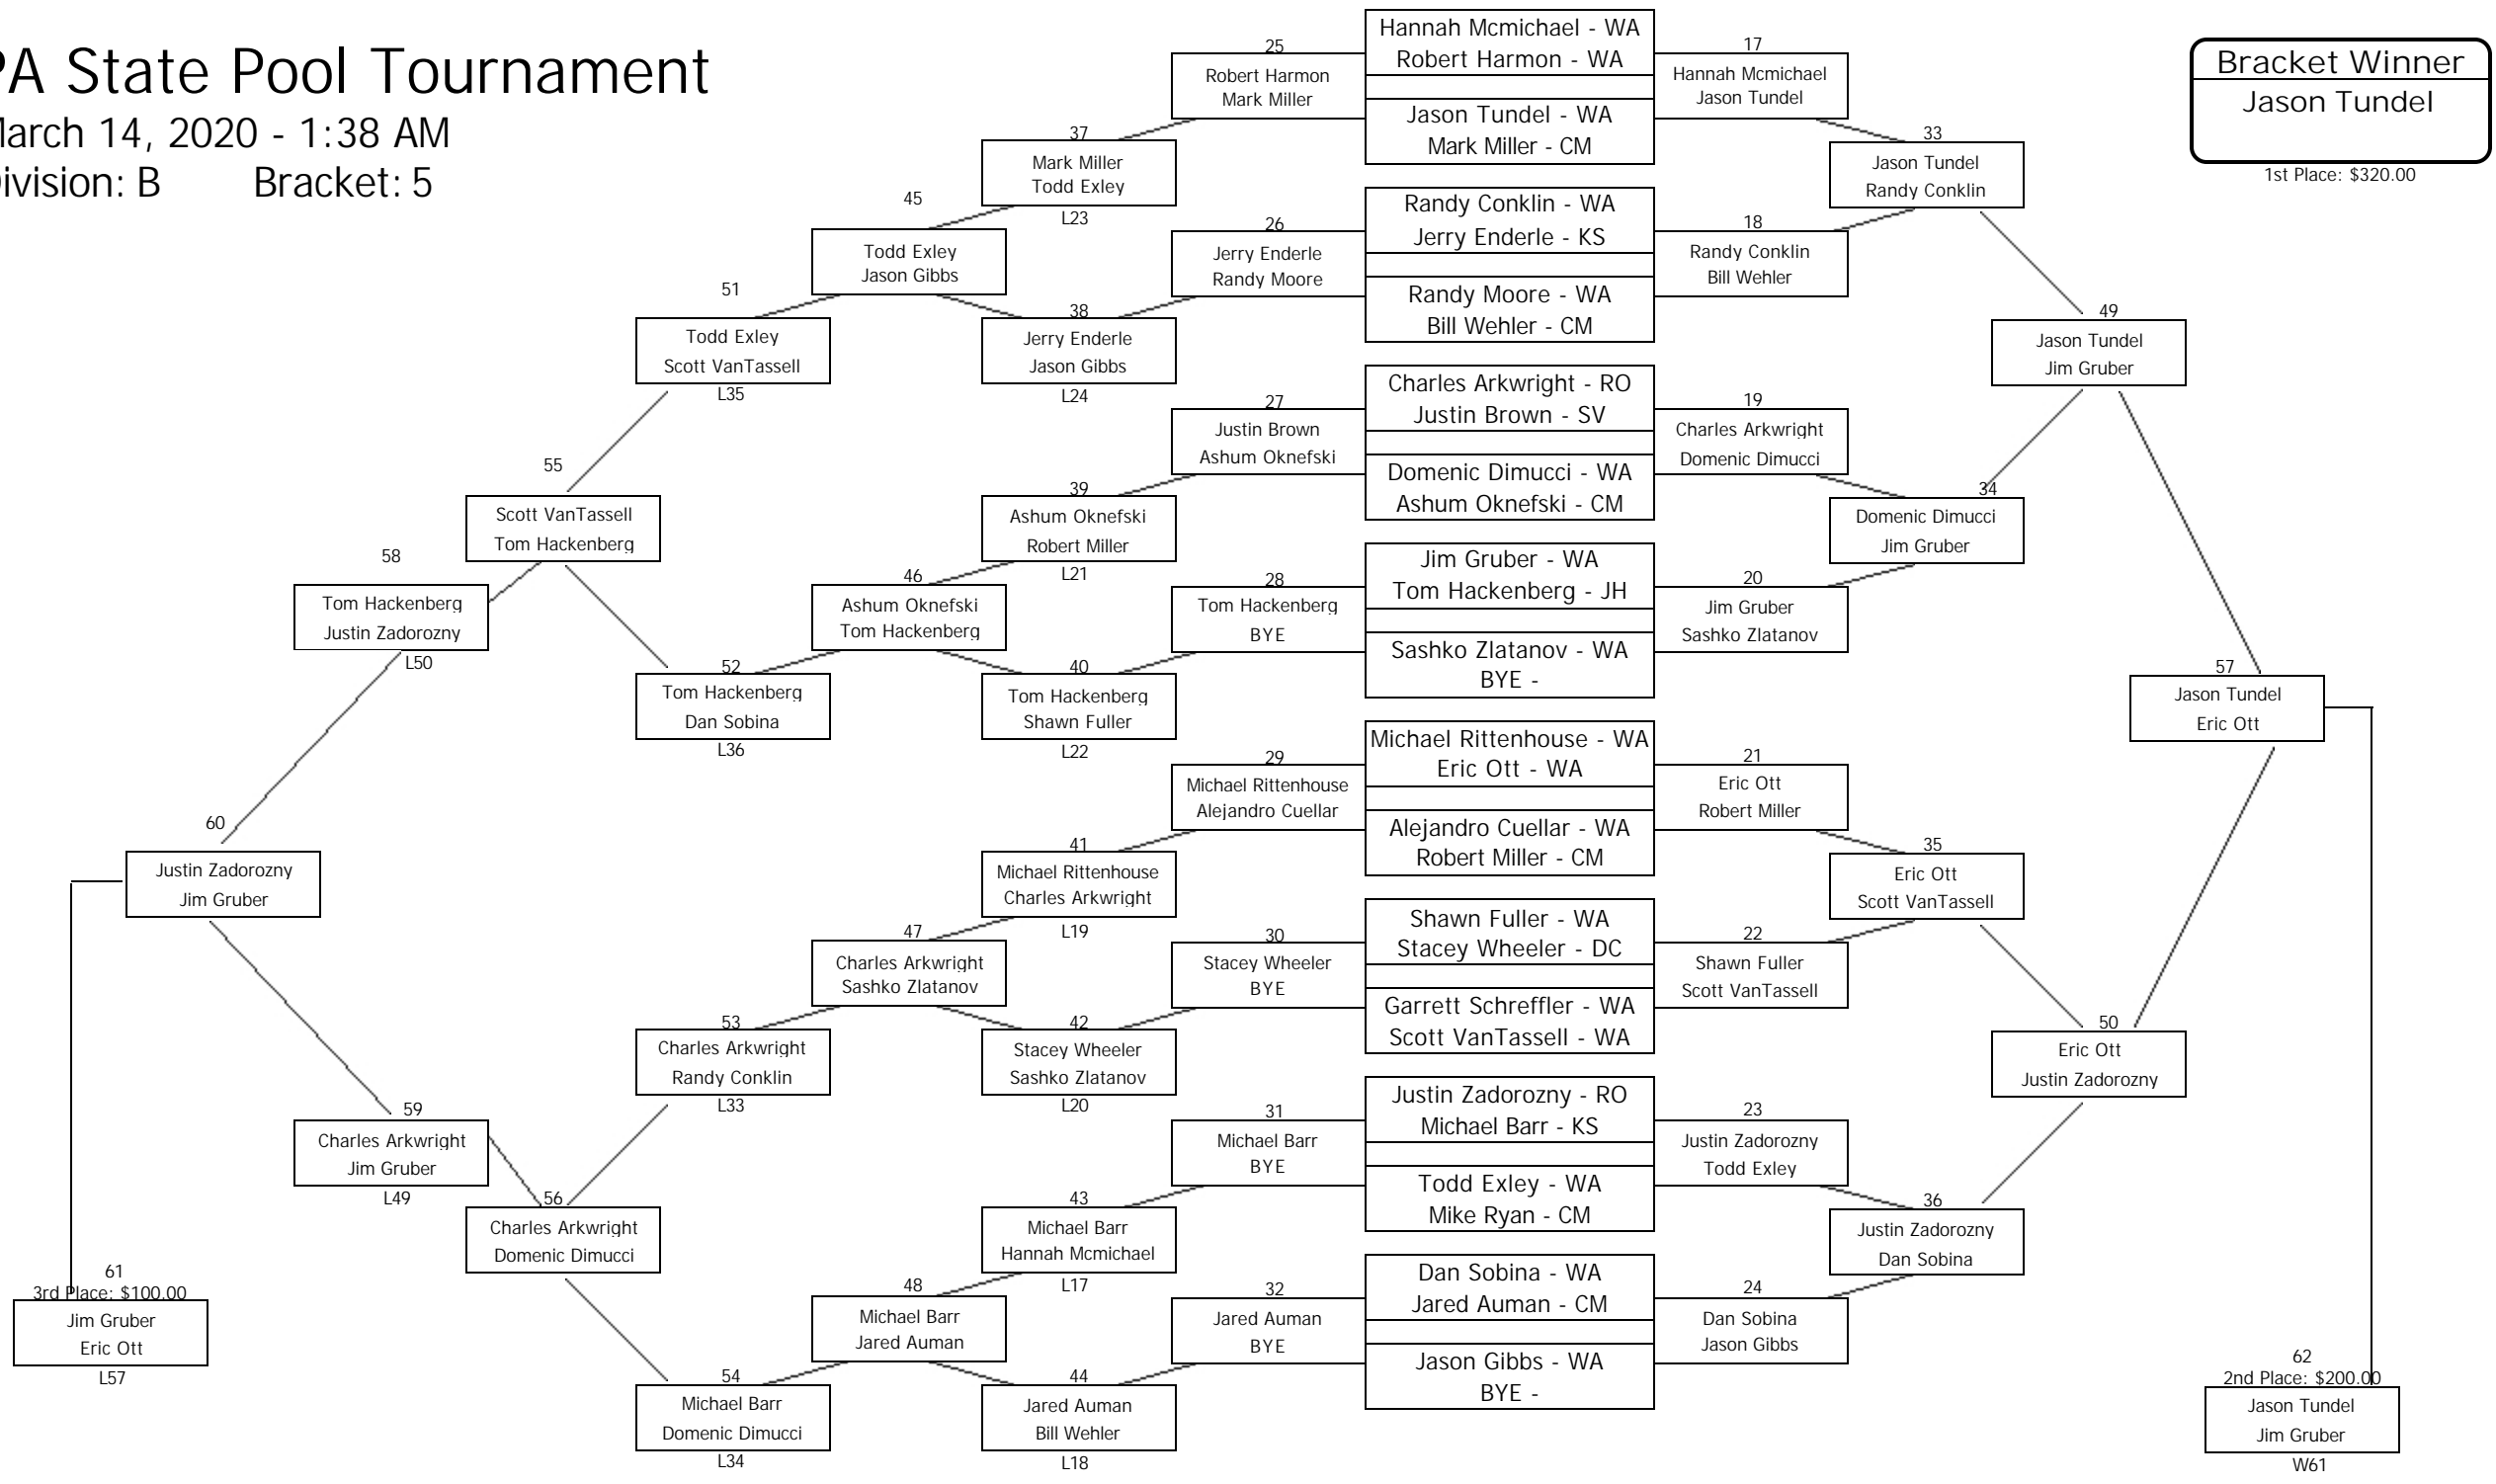 PA State Pool Tournament
March 14, 2020 - 1:38 AM
Division: B Bracket: 5
Bracket Winner
Jason Tundel
1st Place: $320.00
Hannah Mcmichael - WA
Robert Harmon - WA
Jason Tundel - WA
Mark Miller - CM
Randy Conklin - WA
Jerry Enderle - KS
Randy Moore - WA
Bill Wehler - CM
Charles Arkwright - RO
Justin Brown - SV
Domenic Dimucci - WA
Ashum Oknefski - CM
Jim Gruber - WA
Tom Hackenberg - JH
Sashko Zlatanov - WA
BYE -
Michael Rittenhouse - WA
Eric Ott - WA
Alejandro Cuellar - WA
Robert Miller - CM
Shawn Fuller - WA
Stacey Wheeler - DC
Garrett Schreffler - WA
Scott VanTassell - WA
Justin Zadorozny - RO
Michael Barr - KS
Todd Exley - WA
Mike Ryan - CM
Dan Sobina - WA
Jared Auman - CM
Jason Gibbs - WA
BYE -
17
Hannah Mcmichael
Jason Tundel
18
Randy Conklin
Bill Wehler
19
Charles Arkwright
Domenic Dimucci
20
Jim Gruber
Sashko Zlatanov
21
Eric Ott
Robert Miller
22
Shawn Fuller
Scott VanTassell
23
Justin Zadorozny
Todd Exley
24
Dan Sobina
Jason Gibbs
25
Robert Harmon
Mark Miller
26
Jerry Enderle
Randy Moore
27
Justin Brown
Ashum Oknefski
28
Tom Hackenberg
BYE
29
Michael Rittenhouse
Alejandro Cuellar
30
Stacey Wheeler
BYE
31
Michael Barr
BYE
32
Jared Auman
BYE
33
Jason Tundel
Randy Conklin
34
Domenic Dimucci
Jim Gruber
35
Eric Ott
Scott VanTassell
36
Justin Zadorozny
Dan Sobina
37
Mark Miller
Todd Exley
L23
38
Jerry Enderle
Jason Gibbs
L24
39
Ashum Oknefski
Robert Miller
L21
40
Tom Hackenberg
Shawn Fuller
L22
41
Michael Rittenhouse
Charles Arkwright
L19
42
Stacey Wheeler
Sashko Zlatanov
L20
43
Michael Barr
Hannah Mcmichael
L17
44
Jared Auman
Bill Wehler
L18
45
Todd Exley
Jason Gibbs
46
Ashum Oknefski
Tom Hackenberg
47
Charles Arkwright
Sashko Zlatanov
48
Michael Barr
Jared Auman
49
Jason Tundel
Jim Gruber
50
Eric Ott
Justin Zadorozny
51
Todd Exley
Scott VanTassell
L35
52
Tom Hackenberg
Dan Sobina
L36
53
Charles Arkwright
Randy Conklin
L33
54
Michael Barr
Domenic Dimucci
L34
55
Scott VanTassell
Tom Hackenberg
56
Charles Arkwright
Domenic Dimucci
57
Jason Tundel
Eric Ott
58
Tom Hackenberg
Justin Zadorozny
L50
59
Charles Arkwright
Jim Gruber
L49
60
Justin Zadorozny
Jim Gruber
61
3rd Place: $100.00
Jim Gruber
Eric Ott
L57
62
2nd Place: $200.00
Jason Tundel
Jim Gruber
W61